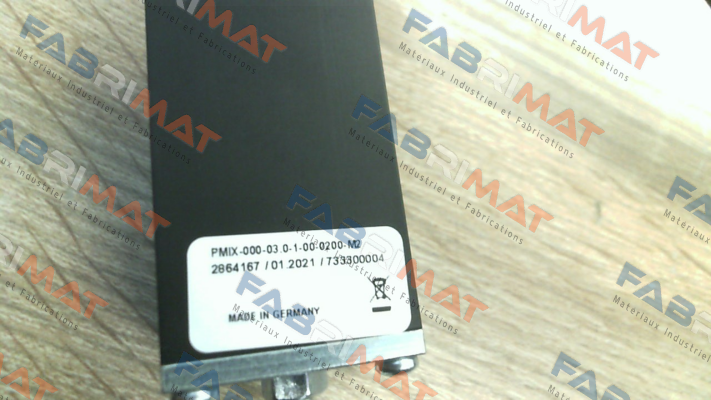 PMIX-000-03.0-1-00-0200-M2
2864167 / 01.2021 / 733300004
MADE IN GERMANY
FABRIMAT
Matériaux Industriel et Fabrications